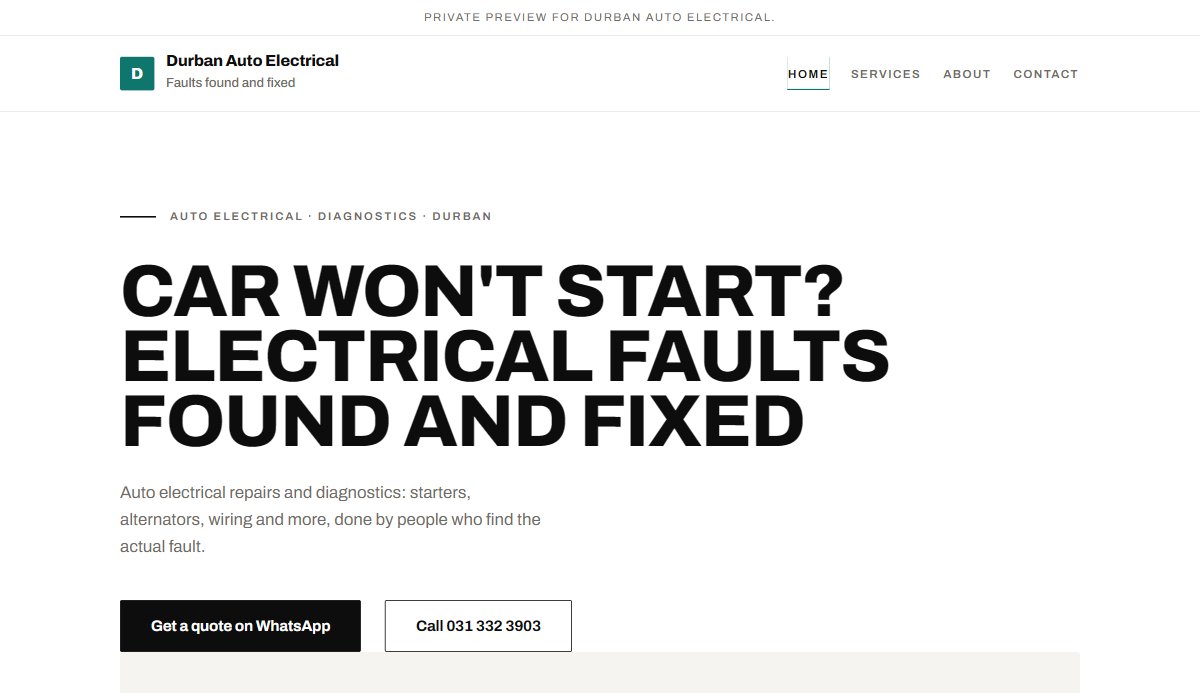 PRIVATE PREVIEW FOR DURBAN AUTO ELECTRICAL.
D
Durban Auto Electrical
Faults found and fixed
HOME SERVICES ABOUT CONTACT
AUTO ELECTRICAL · DIAGNOSTICS · DURBAN
CAR WON'T START?
ELECTRICAL FAULTS
FOUND AND FIXED
Auto electrical repairs and diagnostics: starters,
alternators, wiring and more, done by people who find the
actual fault.
Get a quote on WhatsApp
Call 031 332 3903